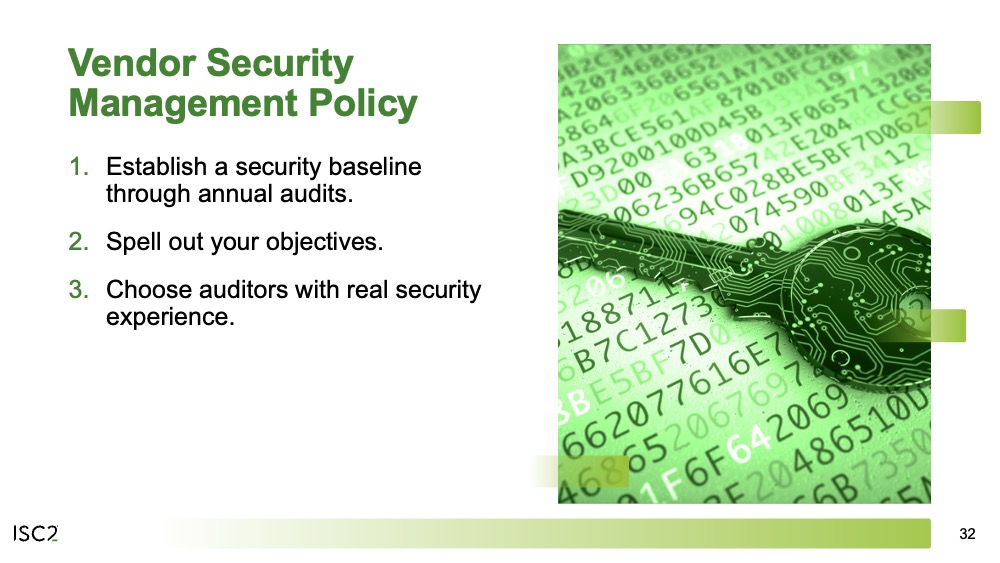 Vendor Security
Management Policy
1. Establish a security baseline
through annual audits.
2. Spell out your objectives.
3. Choose auditors with real security
experience.
ISC2
32